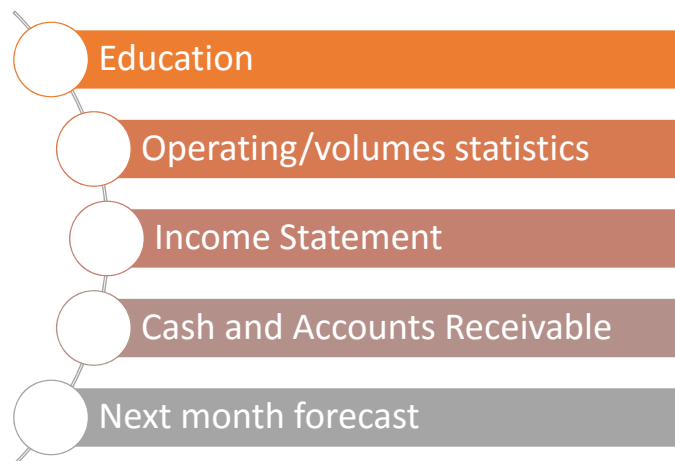 Education
Operating/volumes statistics
Income Statement
Cash and Accounts Receivable
Next month forecast